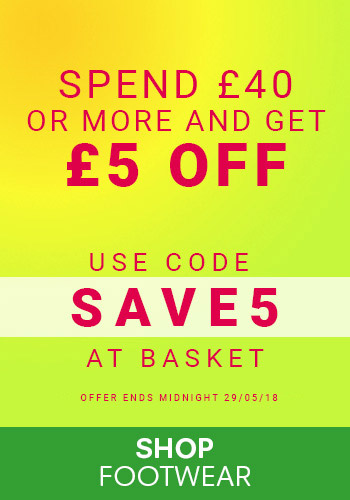 SPEND £40
OR MORE AND GET
£5 OFF
USE CODE
SAVE5
AT BASKET
OFFER ENDS MIDNIGHT 29/05/18
SHOP
FOOTWEAR